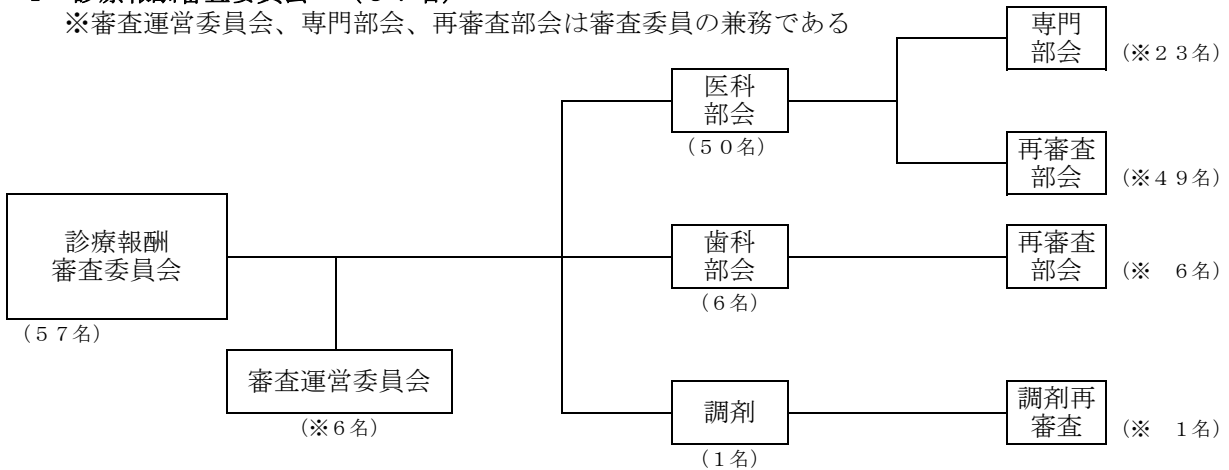 ※審査運営委員会、専門部会、再審査部会は審査委員の兼務である
専門
部会
（※２３名）
医科
部会
（５０名）
再審査
部会
（※４９名）
診療報酬
審査委員会
（５７名）
歯科
部会
（６名）
再審査
部会
（※　６名）
審査運営委員会
（※６名）
調剤
（１名）
調剤再
審査
（※　１名）